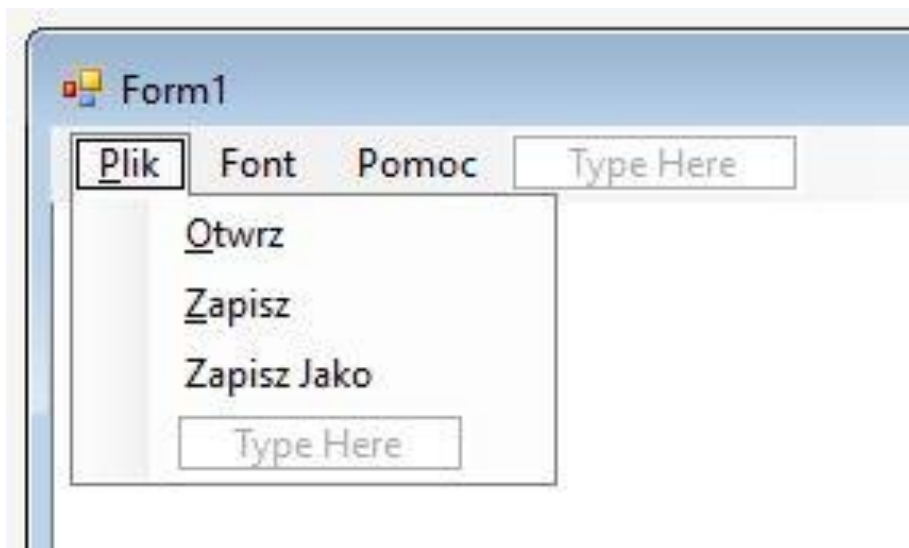 Form1
Plik Font Pomoc Type Here
Otwrz
Zapisz
Zapisz Jako
Type Here